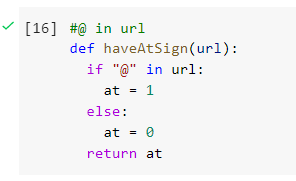 [16] #@ in url
def haveAtSign(url):
  if "@" in url:
    at = 1
  else:
    at = 0
  return at